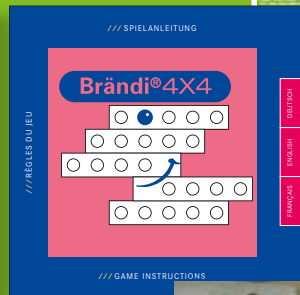 /// SPIELANLEITUNG
Brändi®4X4
/// RÈGLES DU JEU
DEUTSCH
ENGLISH
FRANÇAIS
/// GAME INSTRUCTIONS